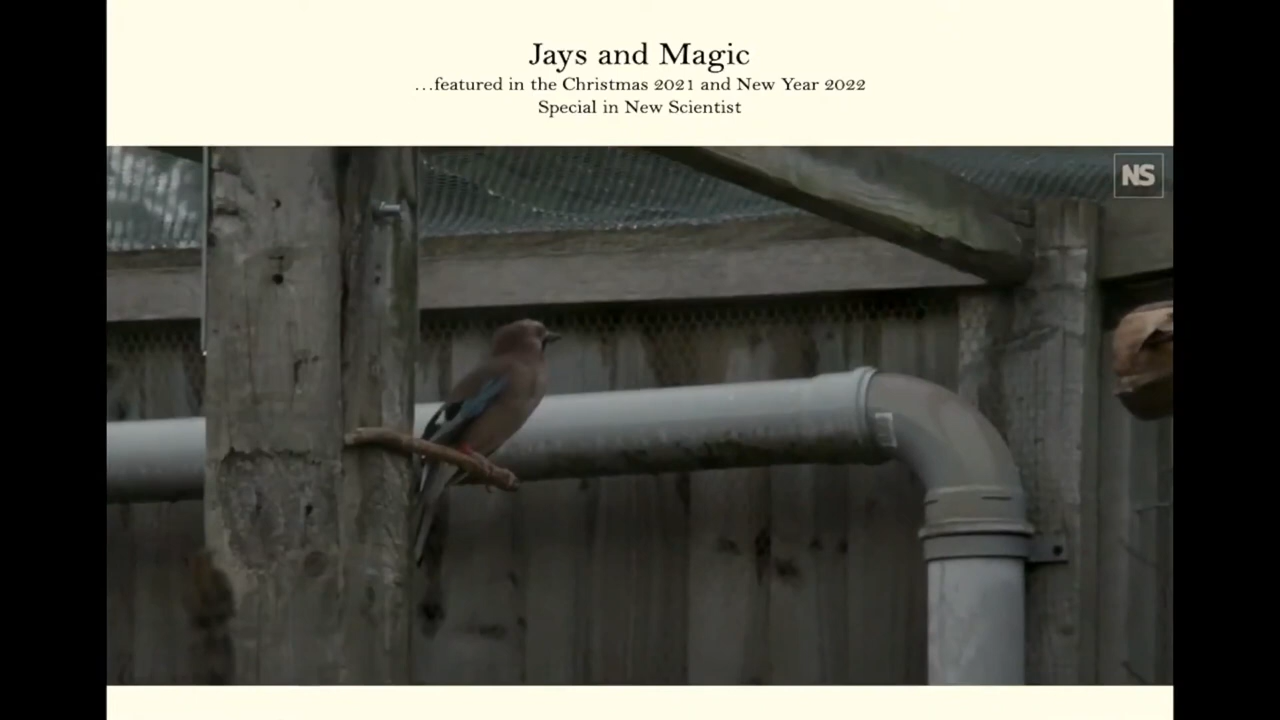 Jays and Magic
...featured in the Christmas 2021 and New Year 2022
Special in New Scientist
NS